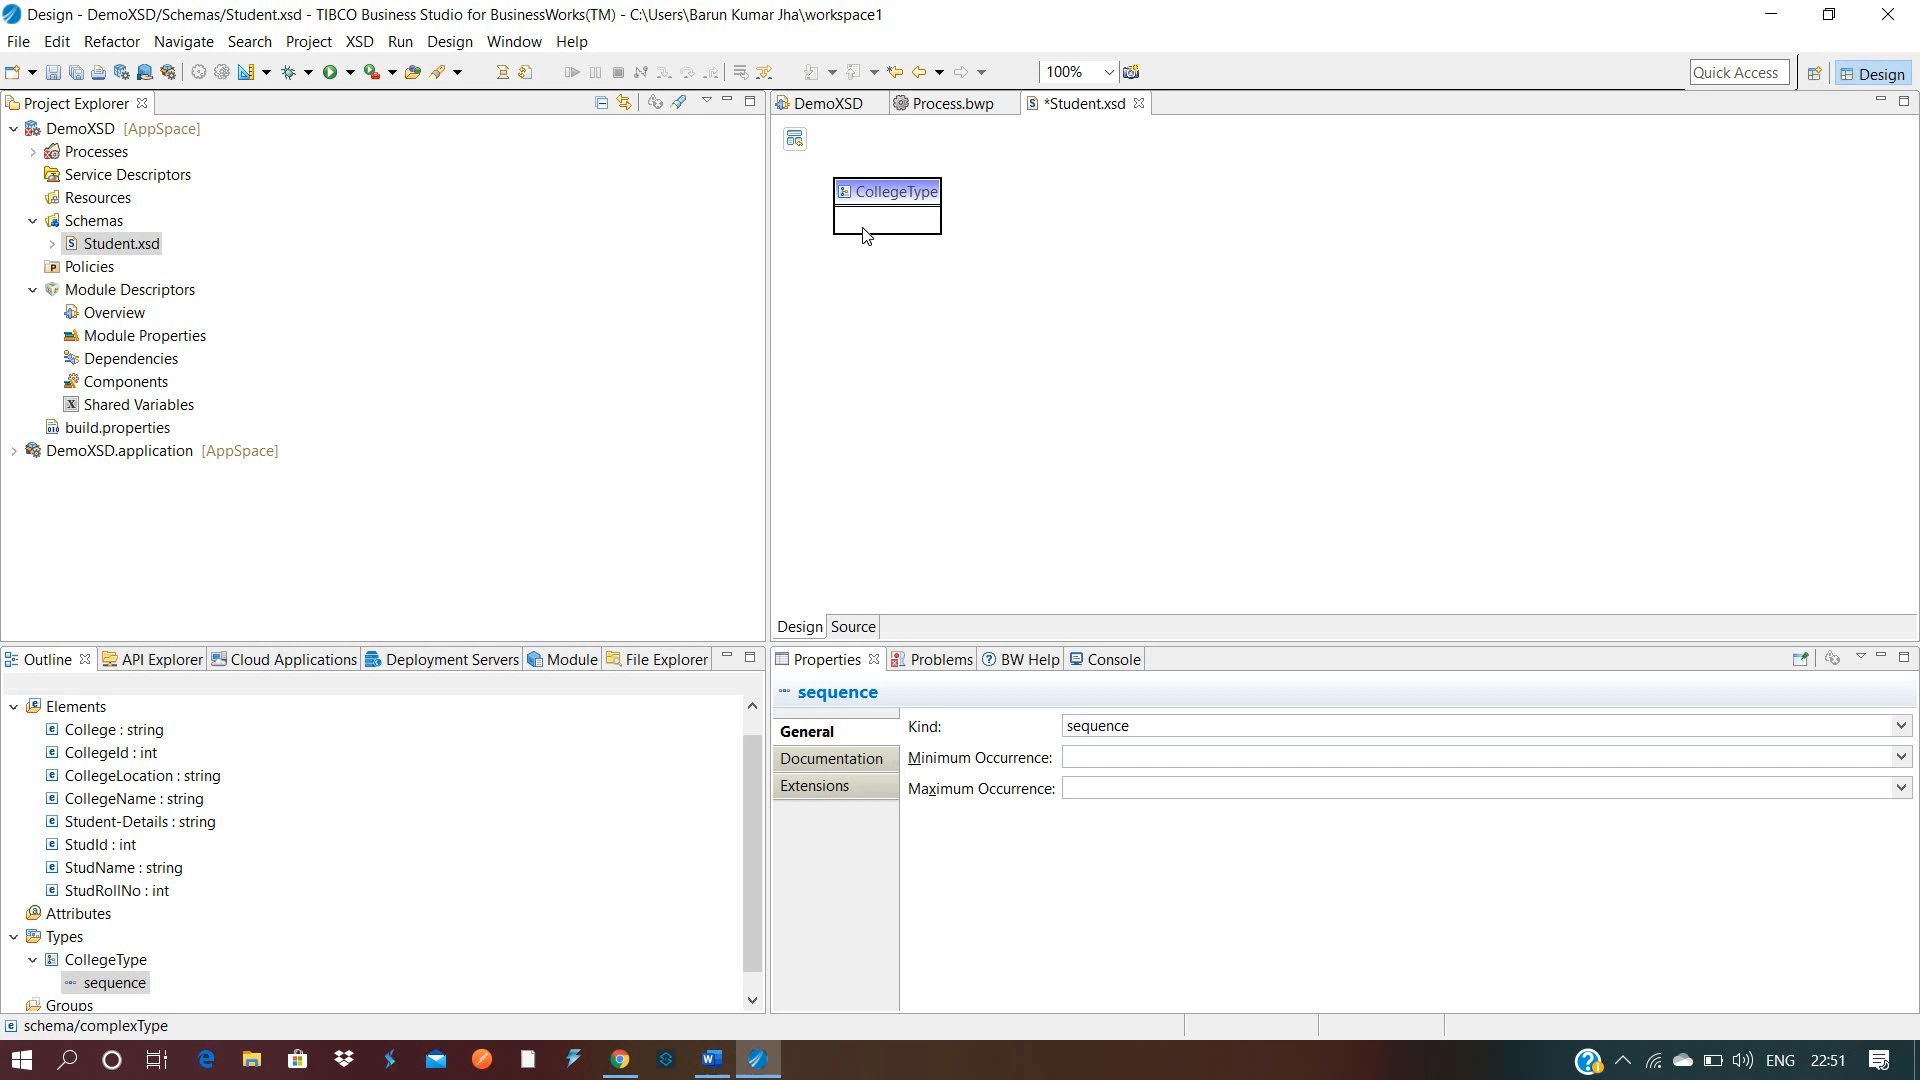 Design - DemoXSD/Schemas/Student.xsd - TIBCO Business Studio for BusinessWorks(TM) - C:\Users\Barun Kumar Jha\workspace1
File Edit Refactor Navigate Search Project XSD Run Design Window Help
100%
Quick Access
Design
Project Explorer
DemoXSD [AppSpace]
Processes
Service Descriptors
Resources
Schemas
Student.xsd
Policies
Module Descriptors
Overview
Module Properties
Dependencies
Components
Shared Variables
build.properties
DemoXSD.application [AppSpace]
DemoXSD Process.bwp *Student.xsd
CollegeType
Design Source
Outline API Explorer Cloud Applications Deployment Servers Module File Explorer
Elements
College : string
CollegeId : int
CollegeLocation : string
CollegeName : string
Student-Details : string
StudId : int
StudName : string
StudRollNo : int
Attributes
Types
CollegeType
sequence
Groups
schema/complexType
Properties Problems BW Help Console
sequence
General
Documentation
Extensions
Kind: sequence
Minimum Occurrence:
Maximum Occurrence:
ENG 22:51